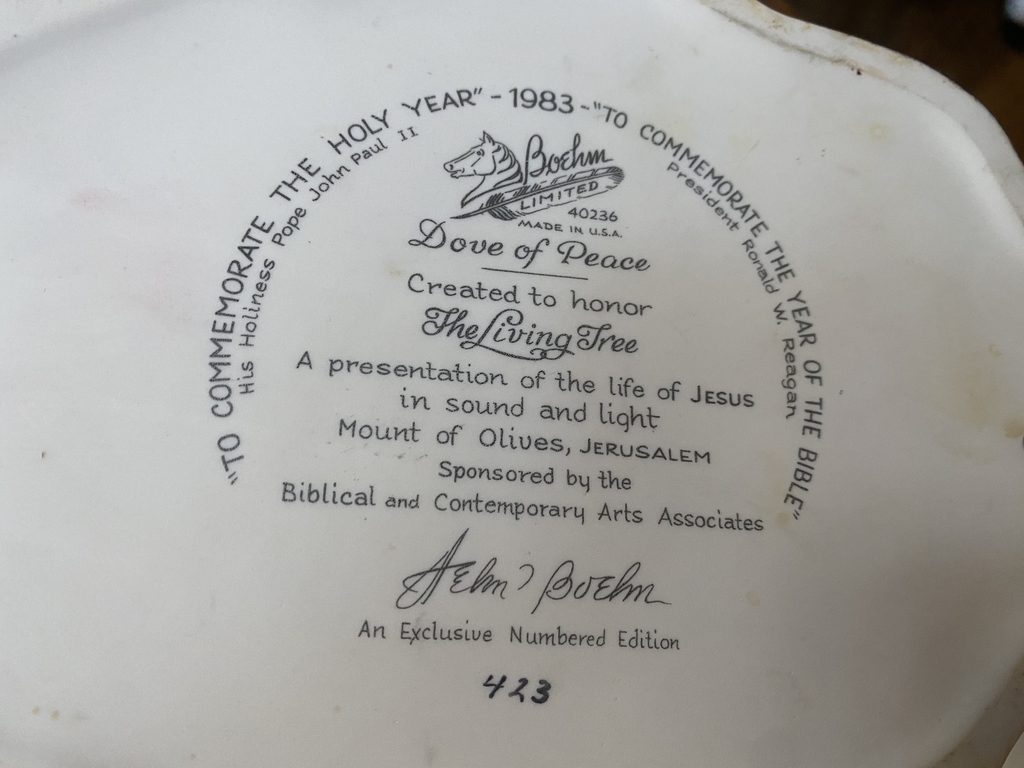 "TO COMMEMORATE THE HOLY YEAR" - 1983 - "TO COMMEMORATE THE YEAR OF THE BIBLE"
His Holiness Pope John Paul II
President Ronald W. Reagan
Boehm
LIMITED
40236
MADE IN U.S.A.
Dove of Peace
Created to honor
The Living Tree
A presentation of the life of JESUS
in sound and light
Mount of Olives, JERUSALEM
Sponsored by the
Biblical and Contemporary Arts Associates
Helen Boehm
An Exclusive Numbered Edition
423